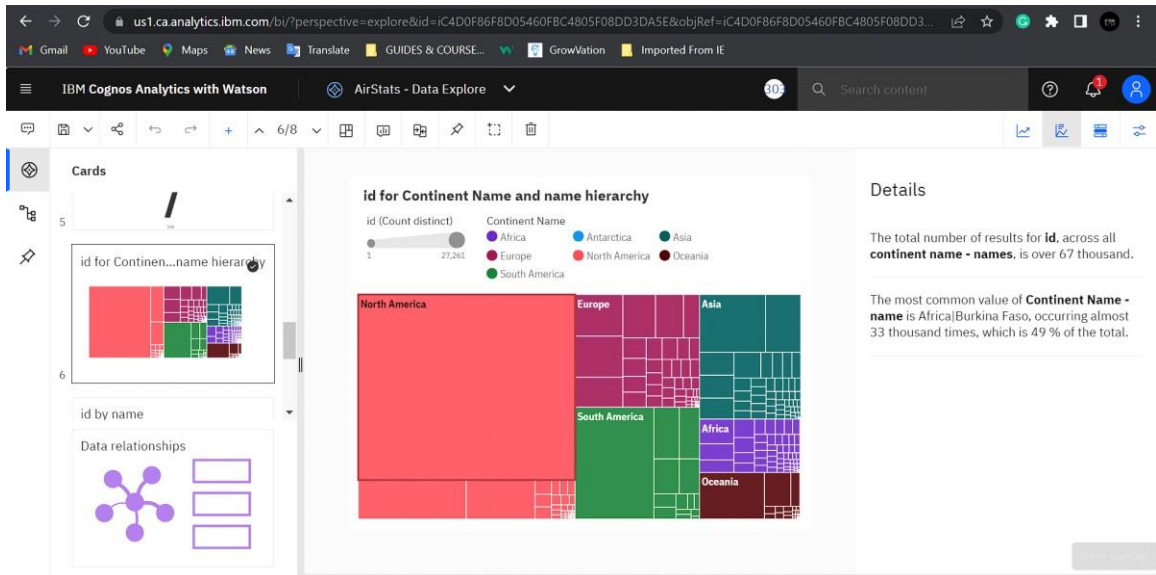 us1.ca.analytics.ibm.com/bi/?perspective=explore&id=iC4D0F86F8D05460FBC4805F08DD3DA5E&objRef=iC4D0F86F8D05460FBC4805F08DD3...
Gmail YouTube Maps News Translate GUIDES & COURSE... GrowVation Imported From IE
IBM Cognos Analytics with Watson AirStats - Data Explore 303 Search content 1
6/8
Cards
5
id for Continen...name hierarchy
6
id by name
Data relationships
id for Continent Name and name hierarchy
id (Count distinct)
1 27,261
Continent Name
Africa Antarctica Asia
Europe North America Oceania
South America
North America Europe Asia
South America
Africa
Oceania
Details
The total number of results for id, across all
continent name - names, is over 67 thousand.
The most common value of Continent Name -
name is Africa|Burkina Faso, occurring almost
33 thousand times, which is 49 % of the total.